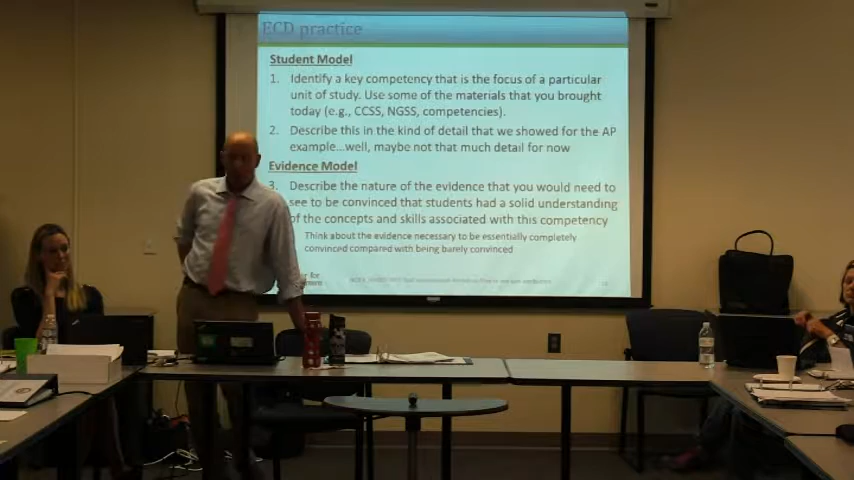 ECD practice
Student Model
1. Identify a key competency that is the focus of a particular
unit of study. Use some of the materials that you brought
today (e.g., CCSS, NGSS, competencies).
2. Describe this in the kind of detail that we showed for the AP
example...well, maybe not that much detail for now
Evidence Model
3. Describe the nature of the evidence that you would need to
see to be convinced that students had a solid understanding
of the concepts and skills associated with this competency
Think about the evidence necessary to be essentially completely
convinced compared with being barely convinced
for